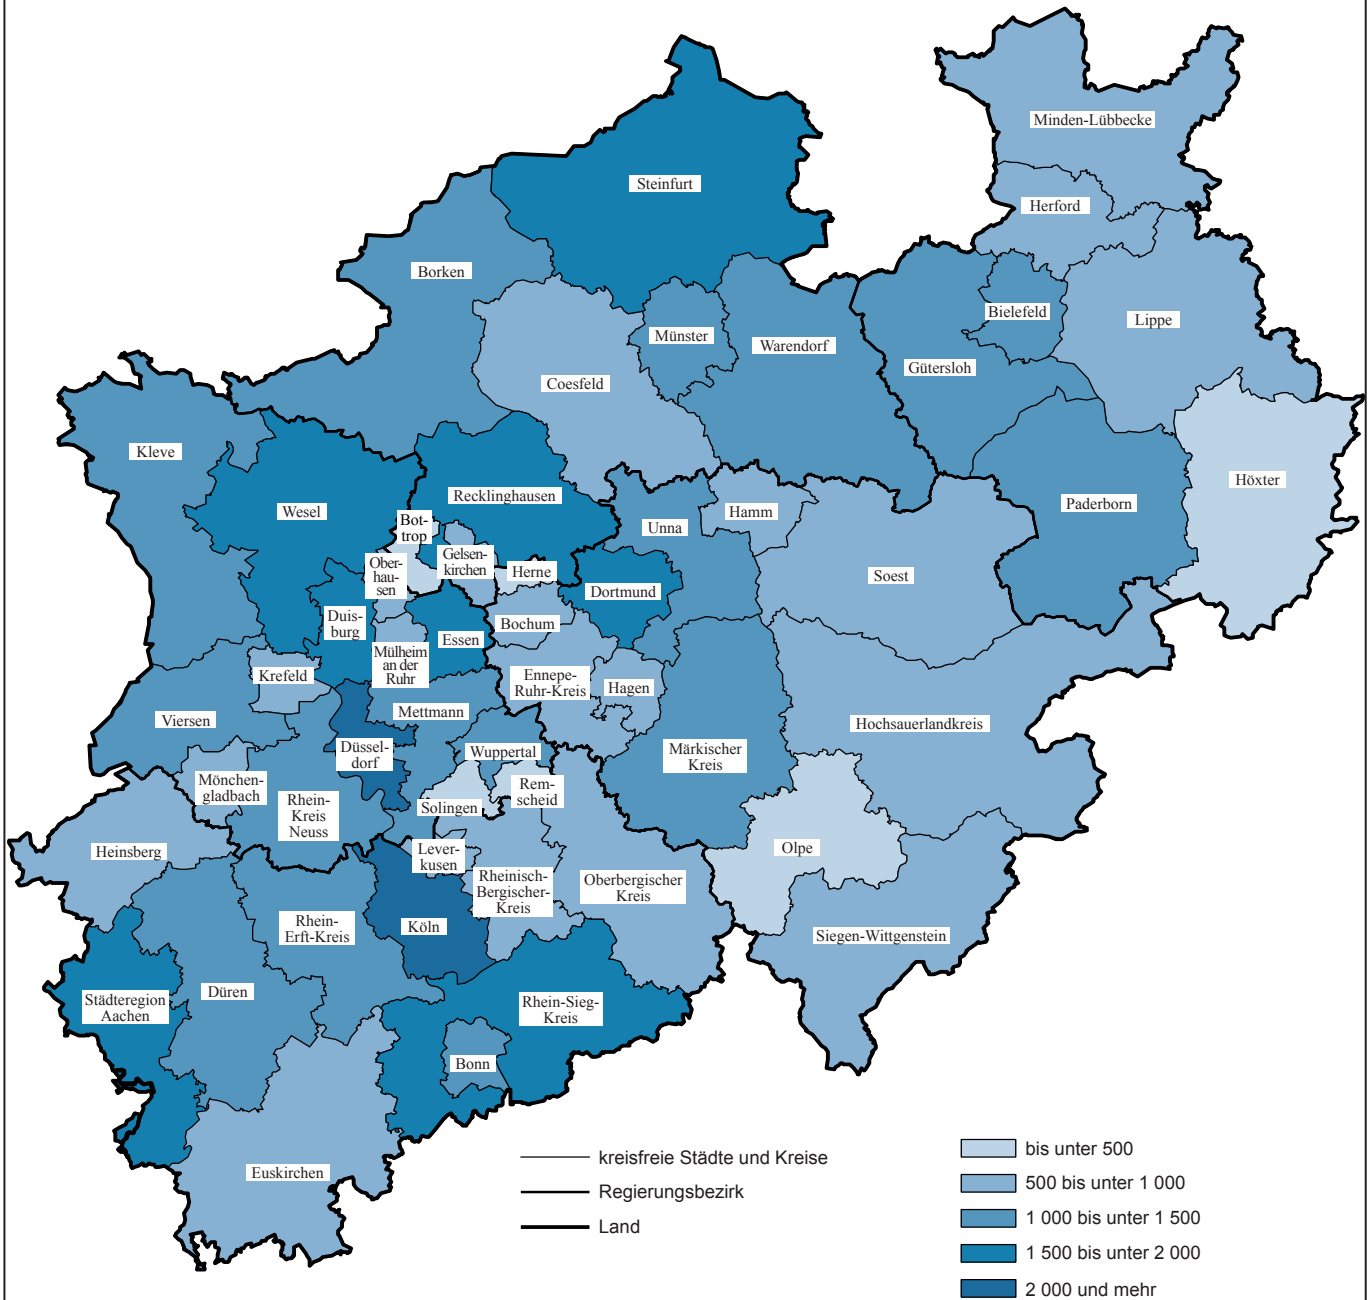 Minden-Lübbecke
Steinfurt
Herford
Borken
Bielefeld
Lippe
Münster
Warendorf
Gütersloh
Coesfeld
Kleve
Höxter
Recklinghausen
Wesel
Paderborn
Hamm
Unna
Bot-
trop
Gelsen-
kirchen
Ober-
hau-
sen
Herne
Soest
Dortmund
Duis-
burg
Bochum
Essen
Mülheim
an der
Ruhr
Krefeld
Ennepe-
Ruhr-Kreis
Hagen
Mettmann
Viersen
Hochsauerlandkreis
Düssel-
dorf
Wuppertal
Märkischer
Kreis
Mönchen-
gladbach
Rem-
scheid
Rhein-
Kreis
Neuss
Solingen
Heinsberg
Lever-
kusen
Olpe
Rheinisch-
Bergischer-
Kreis
Oberbergischer
Kreis
Rhein-
Erft-Kreis
Köln
Siegen-Wittgenstein
Städteregion
Aachen
Düren
Rhein-Sieg-
Kreis
Bonn
Euskirchen
kreisfreie Städte und Kreise
Regierungsbezirk
Land
bis unter 500
500 bis unter 1 000
1 000 bis unter 1 500
1 500 bis unter 2 000
2 000 und mehr